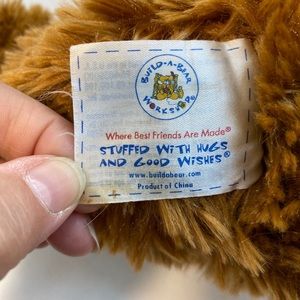 BUILD-A-BEAR
WORKSHOP®
Where Best Friends Are Made®
STUFFED WITH HUGS
AND GOOD WISHES®
www.buildabear.com
Product of China